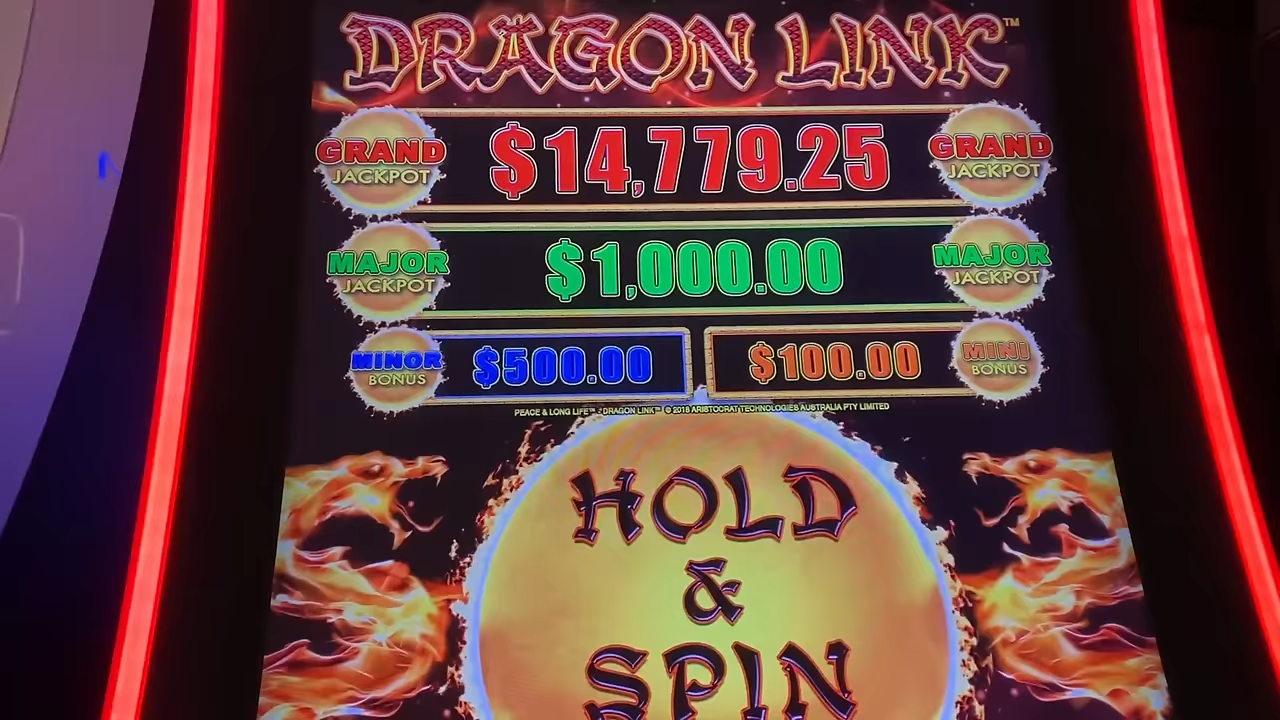 DRAGON LINK™
GRAND JACKPOT $14,779.25 GRAND JACKPOT
MAJOR JACKPOT $1,000.00 MAJOR JACKPOT
MINOR BONUS $500.00 $100.00 MINI BONUS
PEACE & LONG LIFE™ - DRAGON LINK™ © 2018 ARISTOCRAT TECHNOLOGIES AUSTRALIA PTY LIMITED
HOLD
&
SPIN